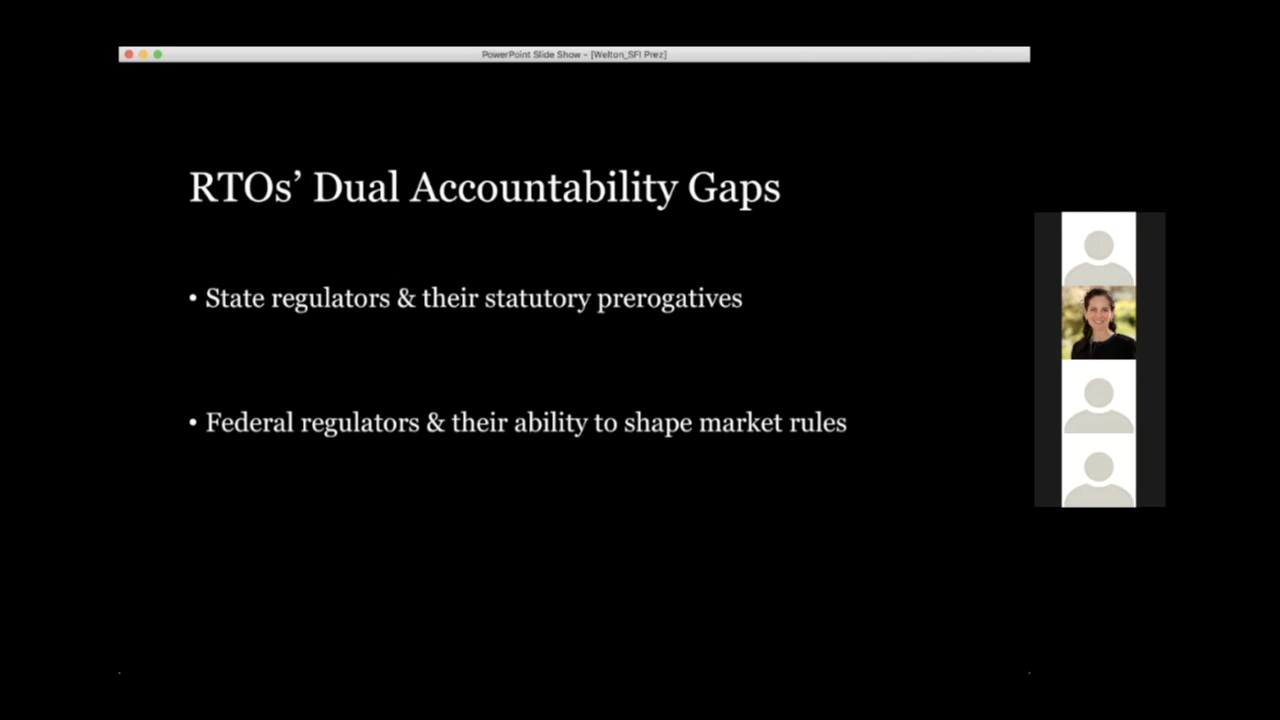 PowerPoint Slide Show - [Welton_SFI Prez]
RTOs’ Dual Accountability Gaps
• State regulators & their statutory prerogatives
• Federal regulators & their ability to shape market rules